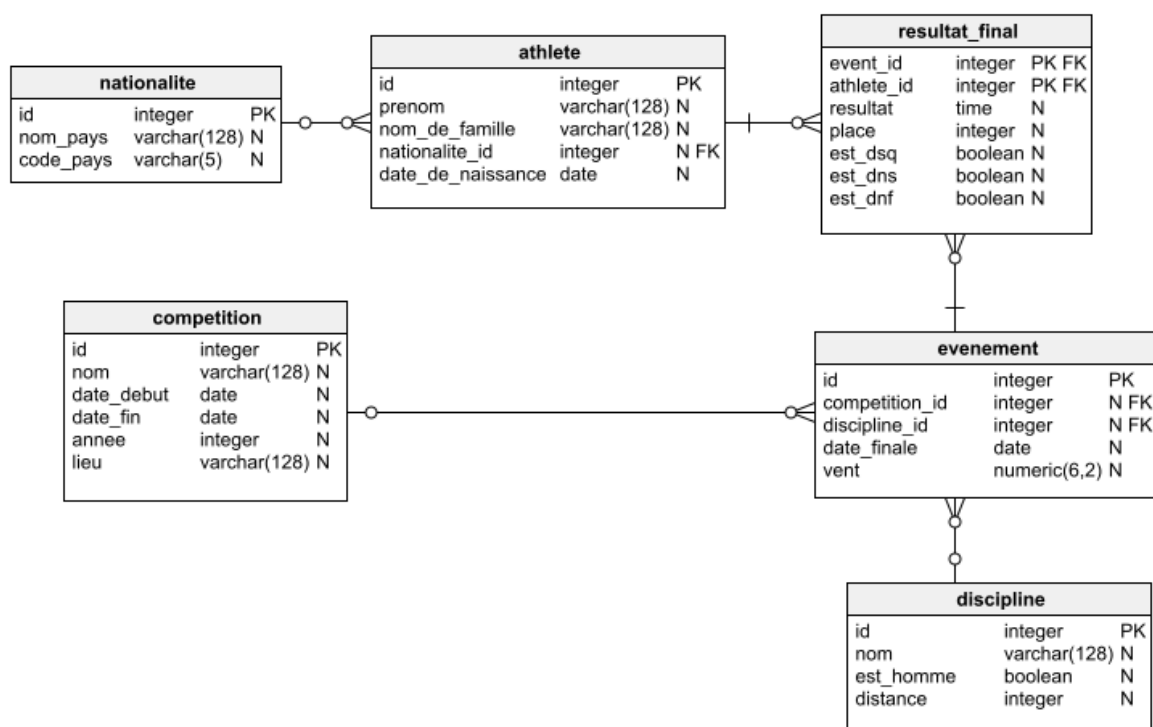 nationalite
id integer PK
nom_pays varchar(128) N
code_pays varchar(5) N
athlete
id integer PK
prenom varchar(128) N
nom_de_famille varchar(128) N
nationalite_id integer N FK
date_de_naissance date N
resultat_final
event_id integer PK FK
athlete_id integer PK FK
resultat time N
place integer N
est_dsq boolean N
est_dns boolean N
est_dnf boolean N
competition
id integer PK
nom varchar(128) N
date_debut date N
date_fin date N
annee integer N
lieu varchar(128) N
evenement
id integer PK
competition_id integer N FK
discipline_id integer N FK
date_finale date N
vent numeric(6,2) N
discipline
id integer PK
nom varchar(128) N
est_homme boolean N
distance integer N